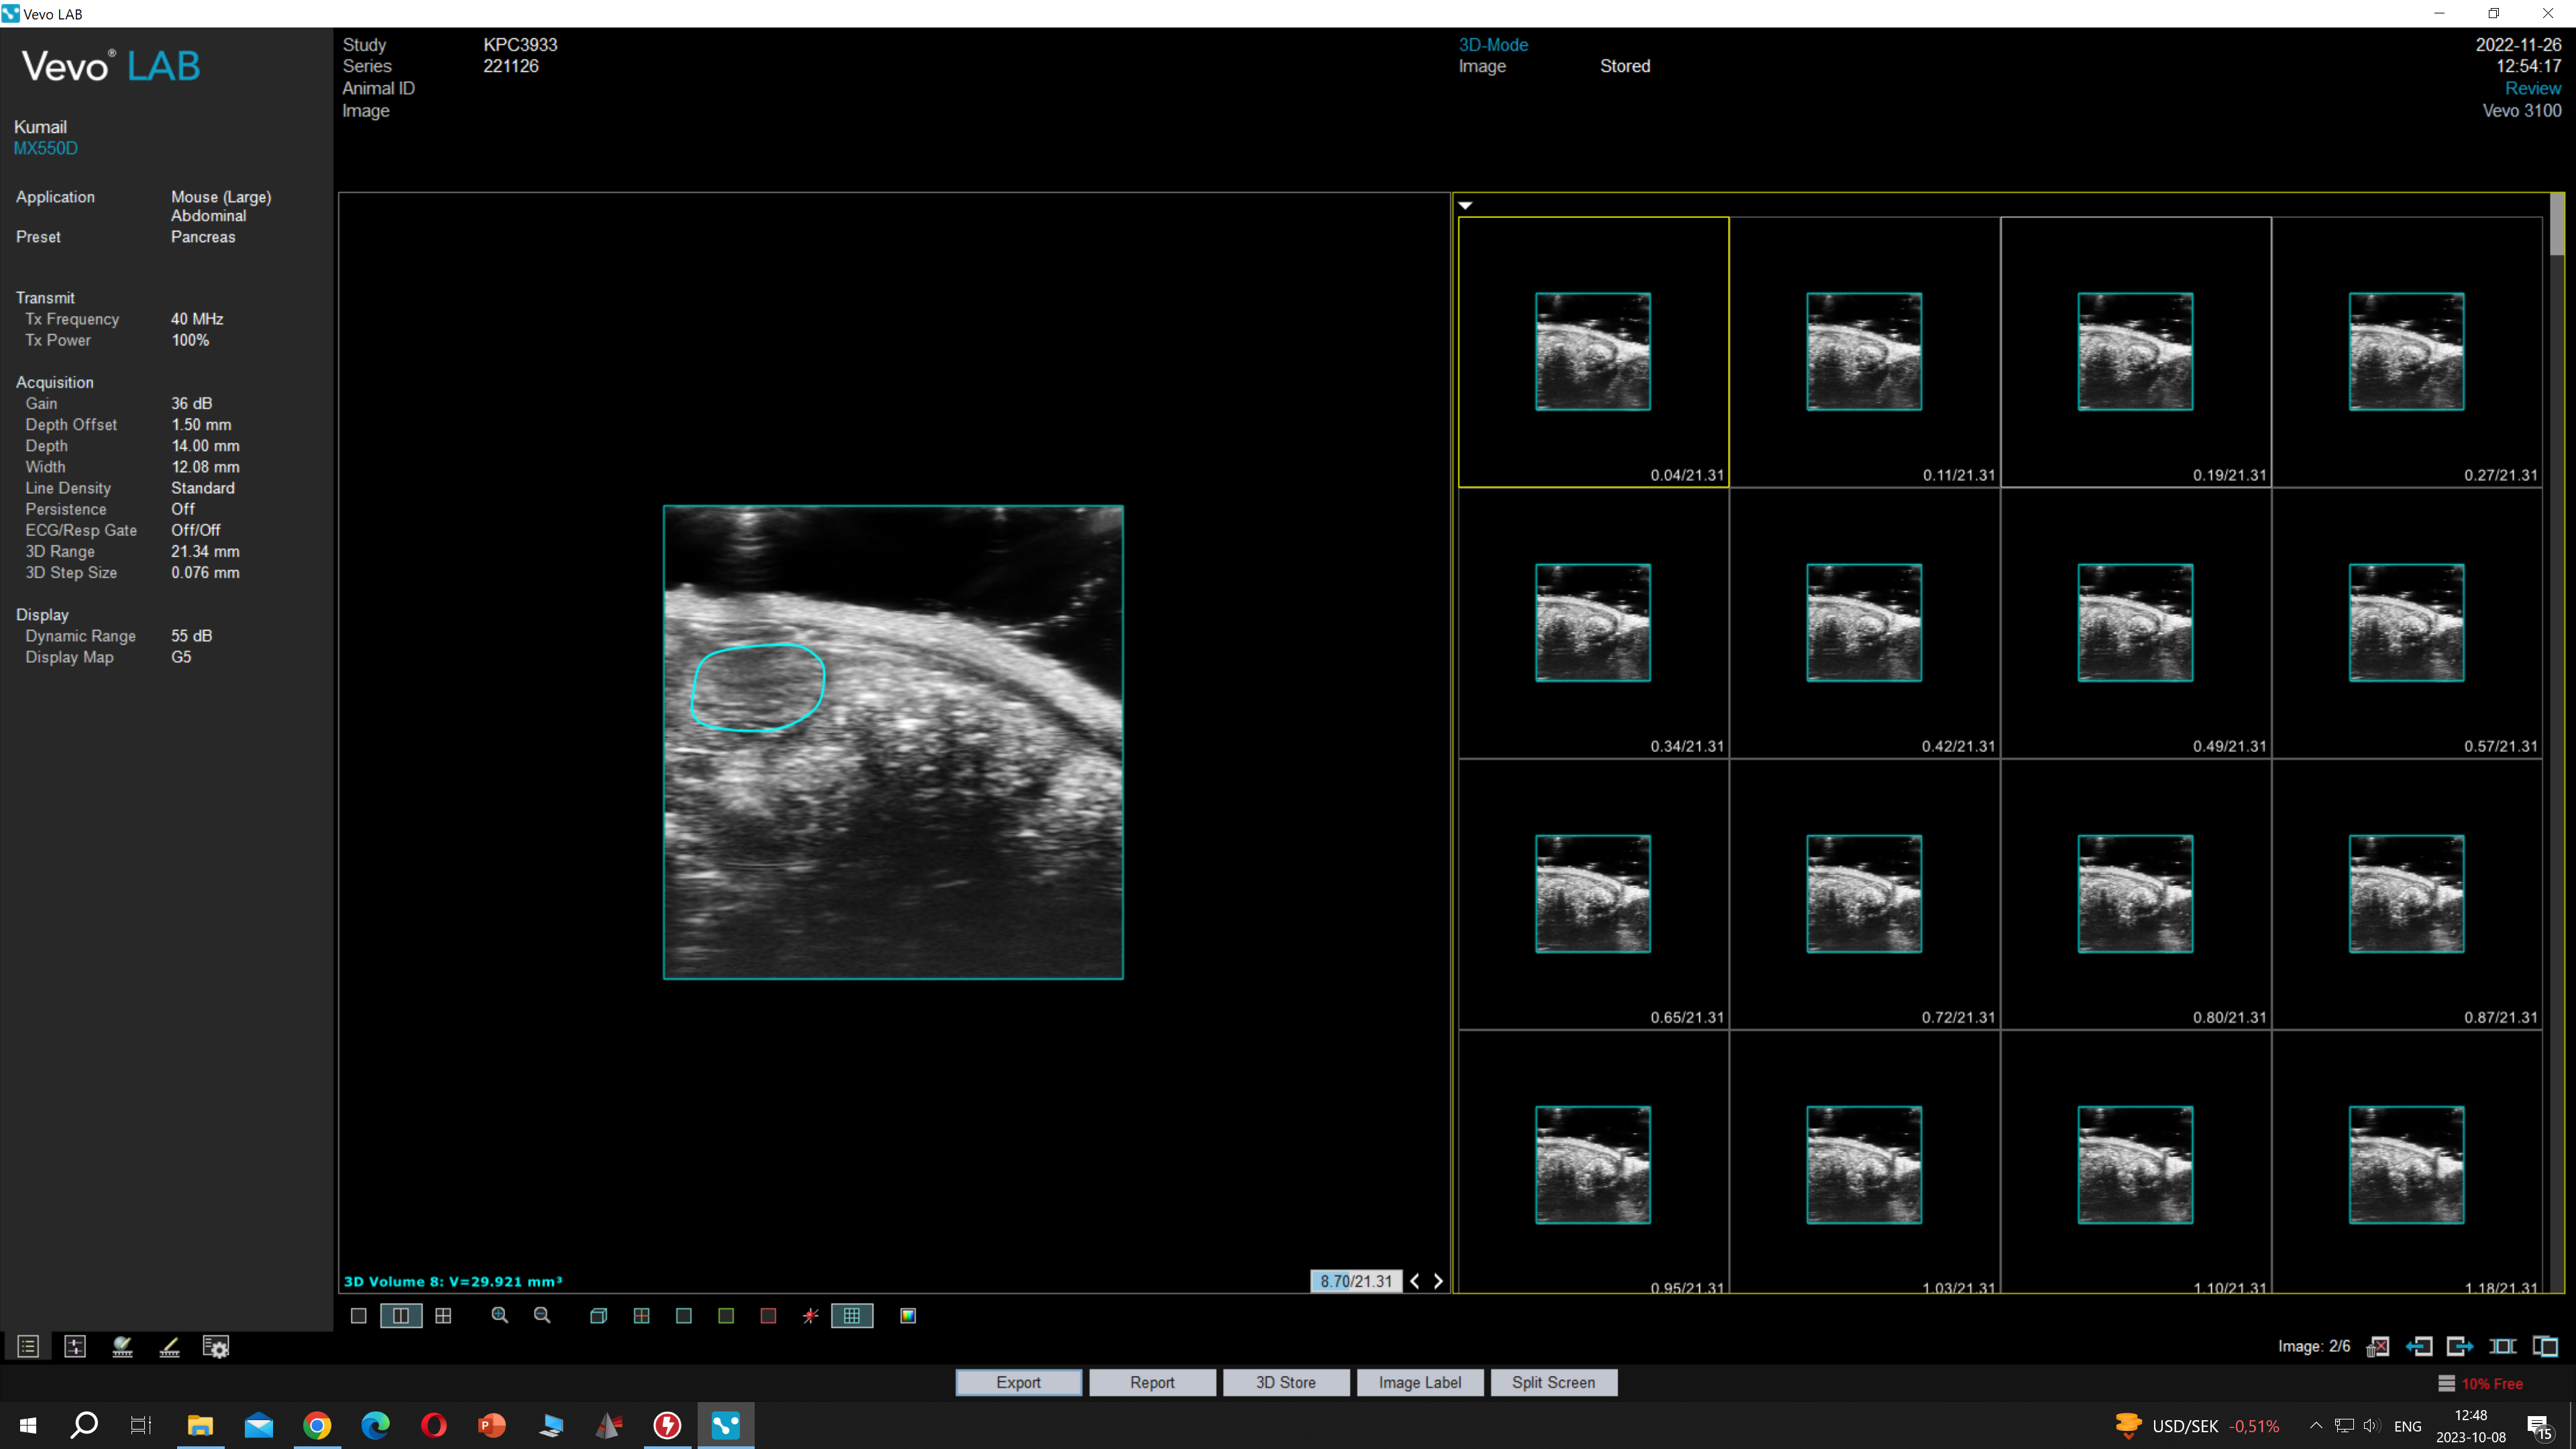 Vevo LAB
Vevo® LAB
Kumail
MX550D
Application Mouse (Large)
Abdominal
Preset Pancreas
Transmit
Tx Frequency 40 MHz
Tx Power 100%
Acquisition
Gain 36 dB
Depth Offset 1.50 mm
Depth 14.00 mm
Width 12.08 mm
Line Density Standard
Persistence Off
ECG/Resp Gate Off/Off
3D Range 21.34 mm
3D Step Size 0.076 mm
Display
Dynamic Range 55 dB
Display Map G5
Study KPC3933
Series 221126
Animal ID
Image
3D-Mode
Image Stored
2022-11-26
12:54:17
Review
Vevo 3100
0.04/21.31 0.11/21.31 0.19/21.31 0.27/21.31
0.34/21.31 0.42/21.31 0.49/21.31 0.57/21.31
0.65/21.31 0.72/21.31 0.80/21.31 0.87/21.31
0.95/21.31 1.03/21.31 1.10/21.31 1.18/21.31
3D Volume 8: V=29.921 mm³
8.70/21.31
Image: 2/6
Export Report 3D Store Image Label Split Screen
10% Free
USD/SEK -0,51%
ENG
12:48
2023-10-08
15